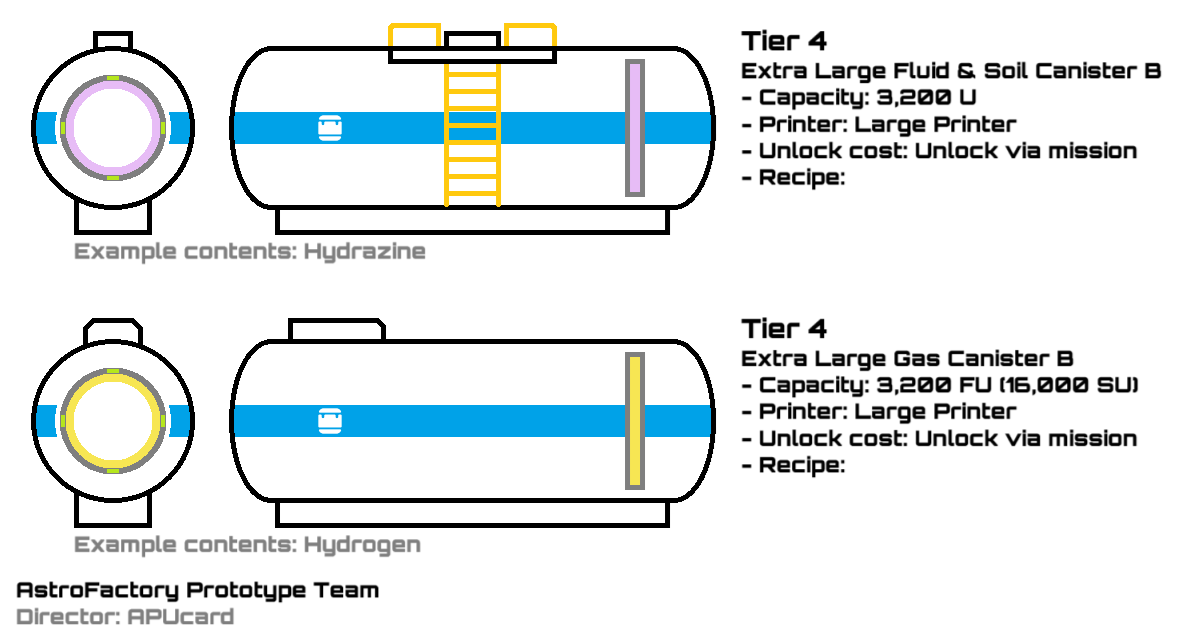 Tier 4
Extra Large Fluid & Soil Canister B
- Capacity: 3,200 U
- Printer: Large Printer
- Unlock cost: Unlock via mission
- Recipe:
Example contents: Hydrazine
Tier 4
Extra Large Gas Canister B
- Capacity: 3,200 FU (16,000 SU)
- Printer: Large Printer
- Unlock cost: Unlock via mission
- Recipe:
Example contents: Hydrogen
AstroFactory Prototype Team
Director: APUcard